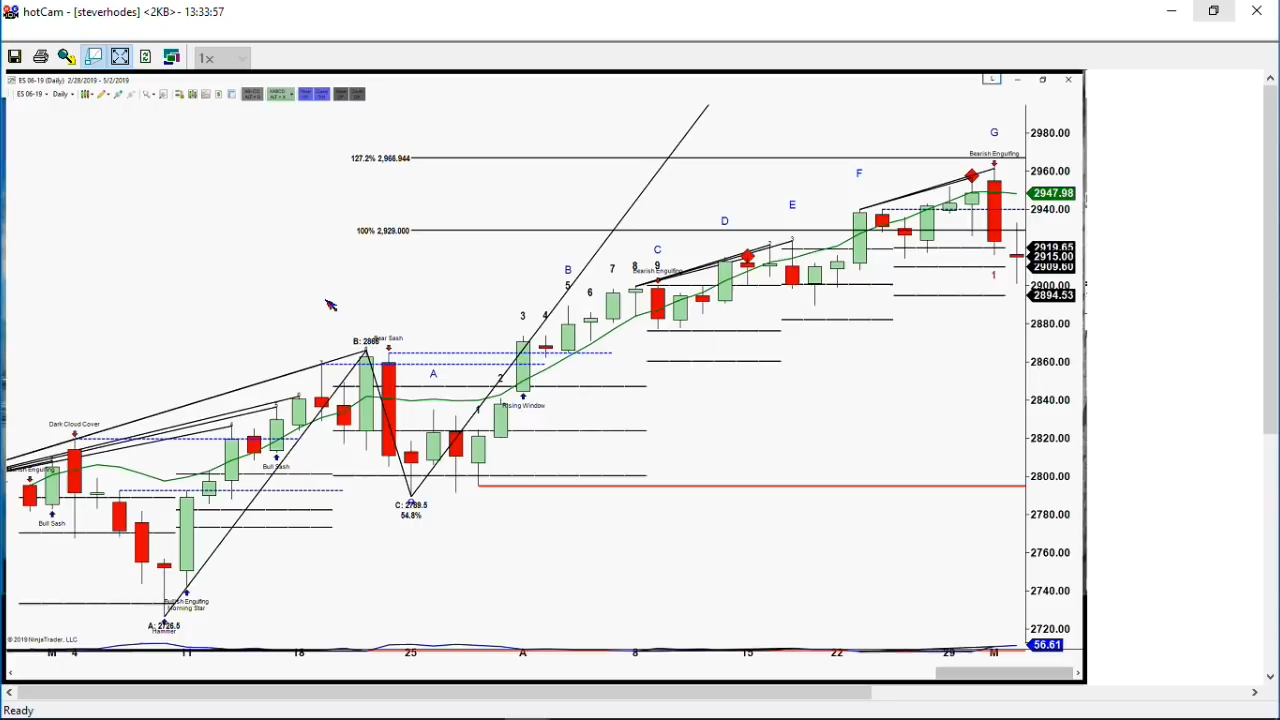 hotCam - [steverhodes] <2KB> - 13:33:57
1x
ES 06-19 (Daily) 2/28/2019 - 5/2/2019
ES 06-19 Daily
L
G
2980.00
Bearish Engulfing
127.2% 2,966.944
F
2960.00
2947.98
E
2940.00
D
100% 2,929.000
C
2919.65
2915.00
2909.60
8 9
Bearish Engulfing
B
7
1
5
6
2900.00
2894.53
3 4
2880.00
B: 2866
Bear Sash
2860.00
A
2
2840.00
Rising Window
1
Dark Cloud Cover
2820.00
Bull Sash
2800.00
C: 2789.5
54.8%
Bull Sash
2780.00
2760.00
2740.00
Bullish Engulfing
Morning Star
A: 2726.5
Hammer
2720.00
© 2019 NinjaTrader, LLC
56.61
M 4 11 18 25 A 8 15 22 29 M
Ready